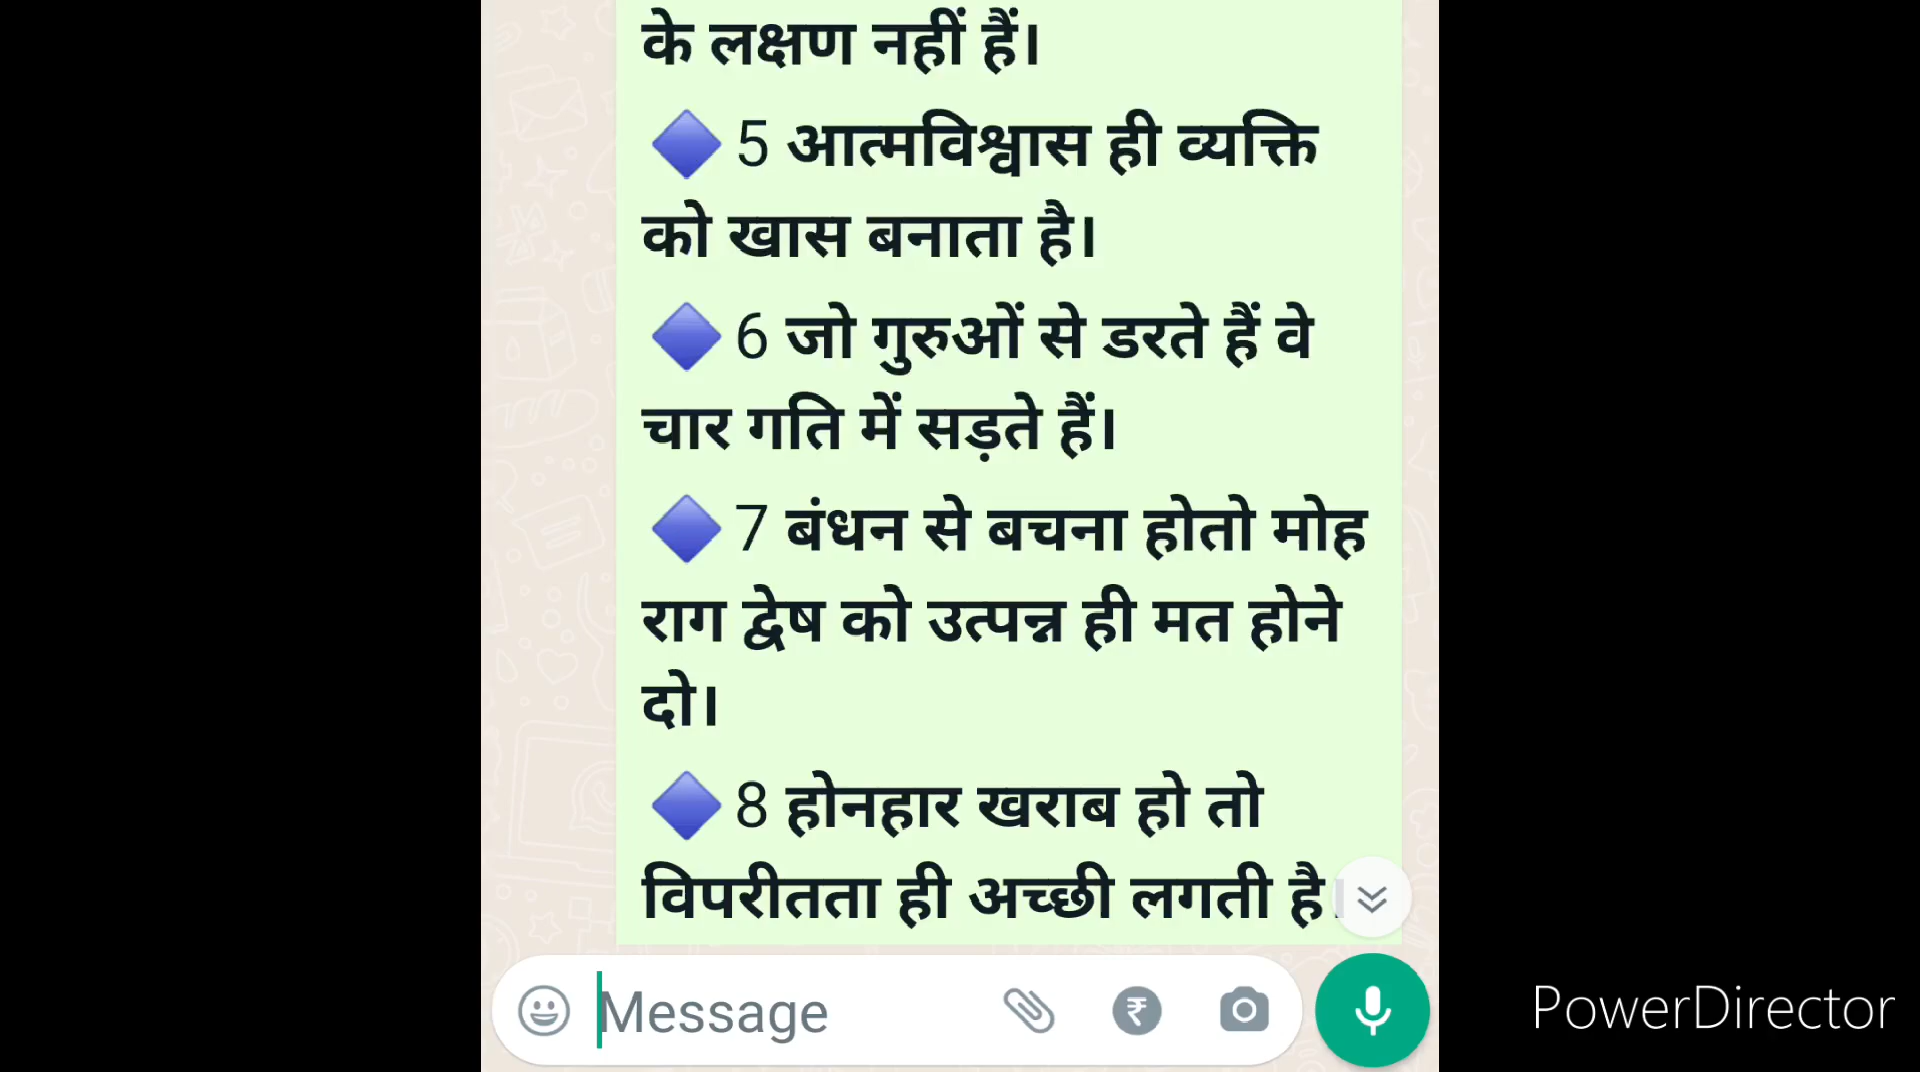 के लक्षण नहीं हैं।
🔷 5 आत्मविश्वास ही व्यक्ति
को खास बनाता है।
🔷 6 जो गुरुओं से डरते हैं वे
चार गति में सड़ते हैं।
🔷 7 बंधन से बचना होतो मोह
राग द्वेष को उत्पन्न ही मत होने
दो।
🔷 8 होनहार खराब हो तो
विपरीतता ही अच्छी लगती है।
Message
PowerDirector